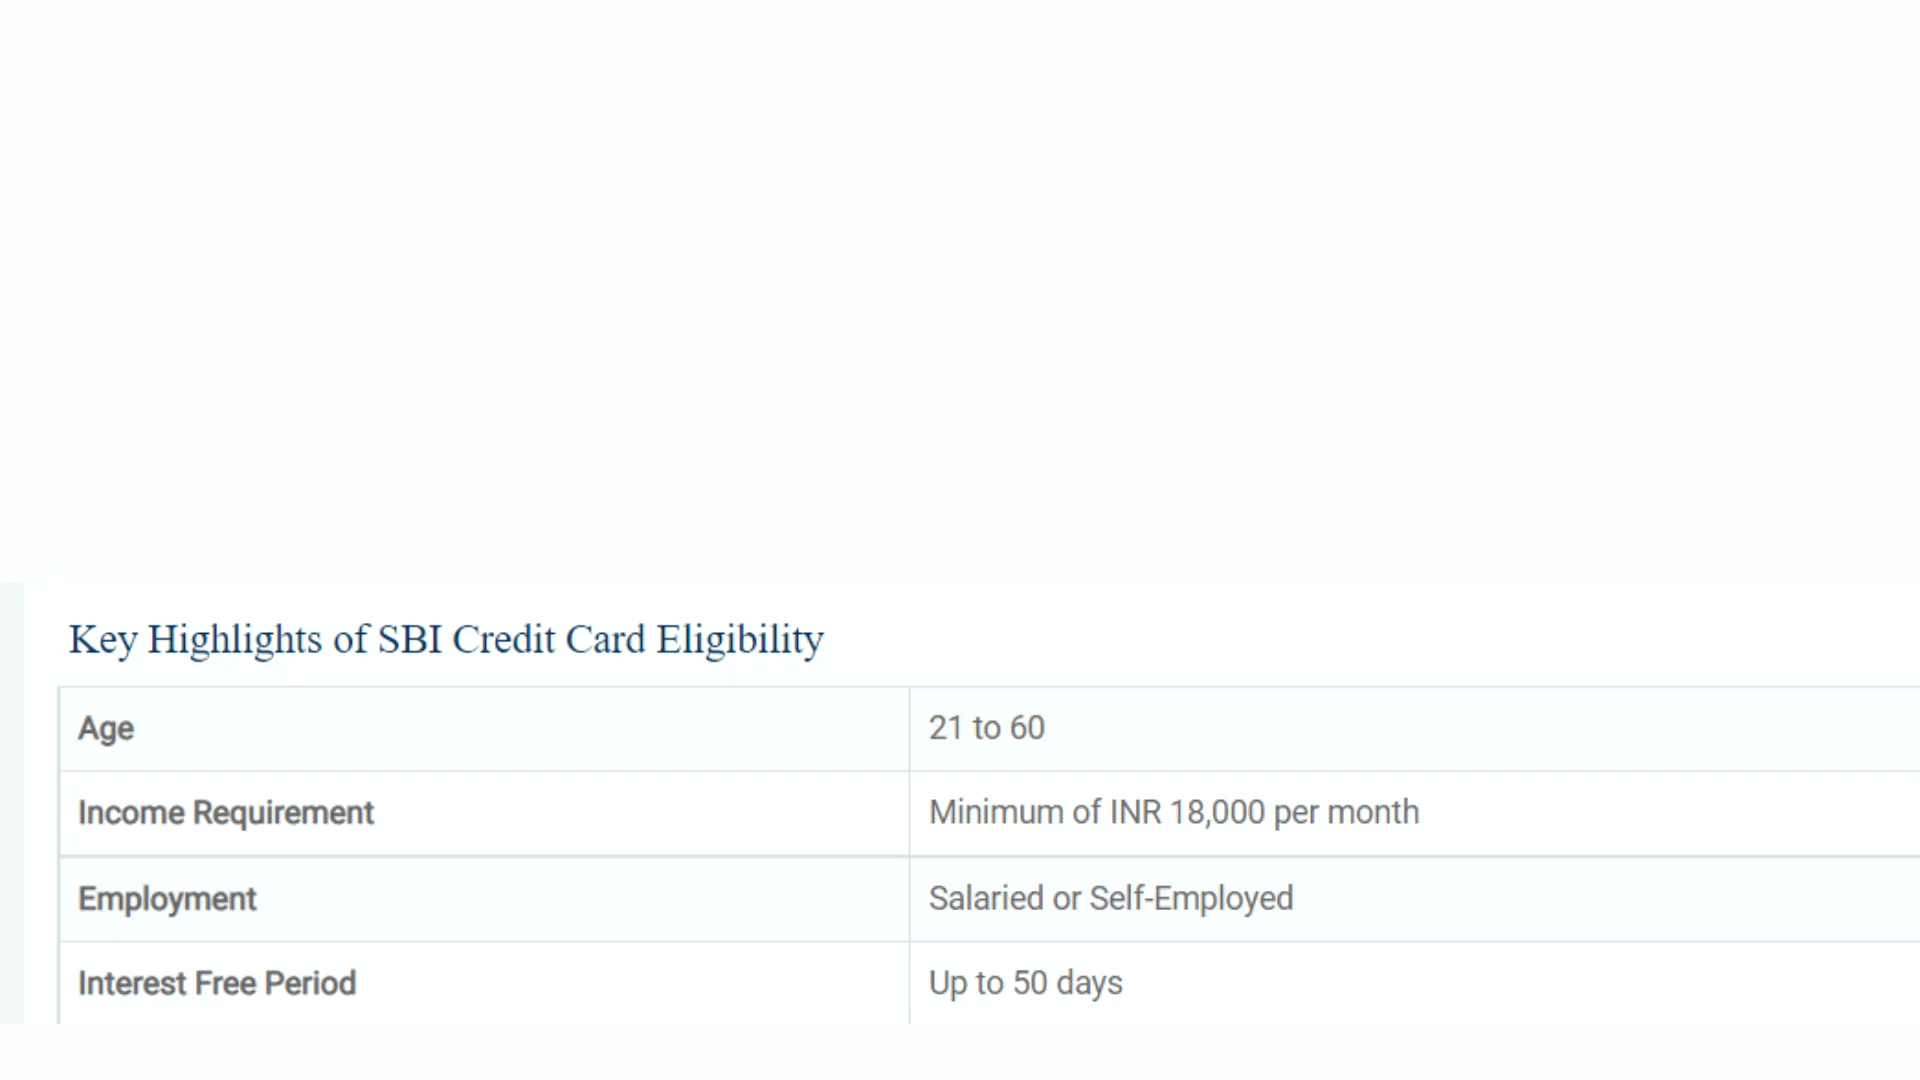 Key Highlights of SBI Credit Card Eligibility
Age 21 to 60
Income Requirement Minimum of INR 18,000 per month
Employment Salaried or Self-Employed
Interest Free Period Up to 50 days